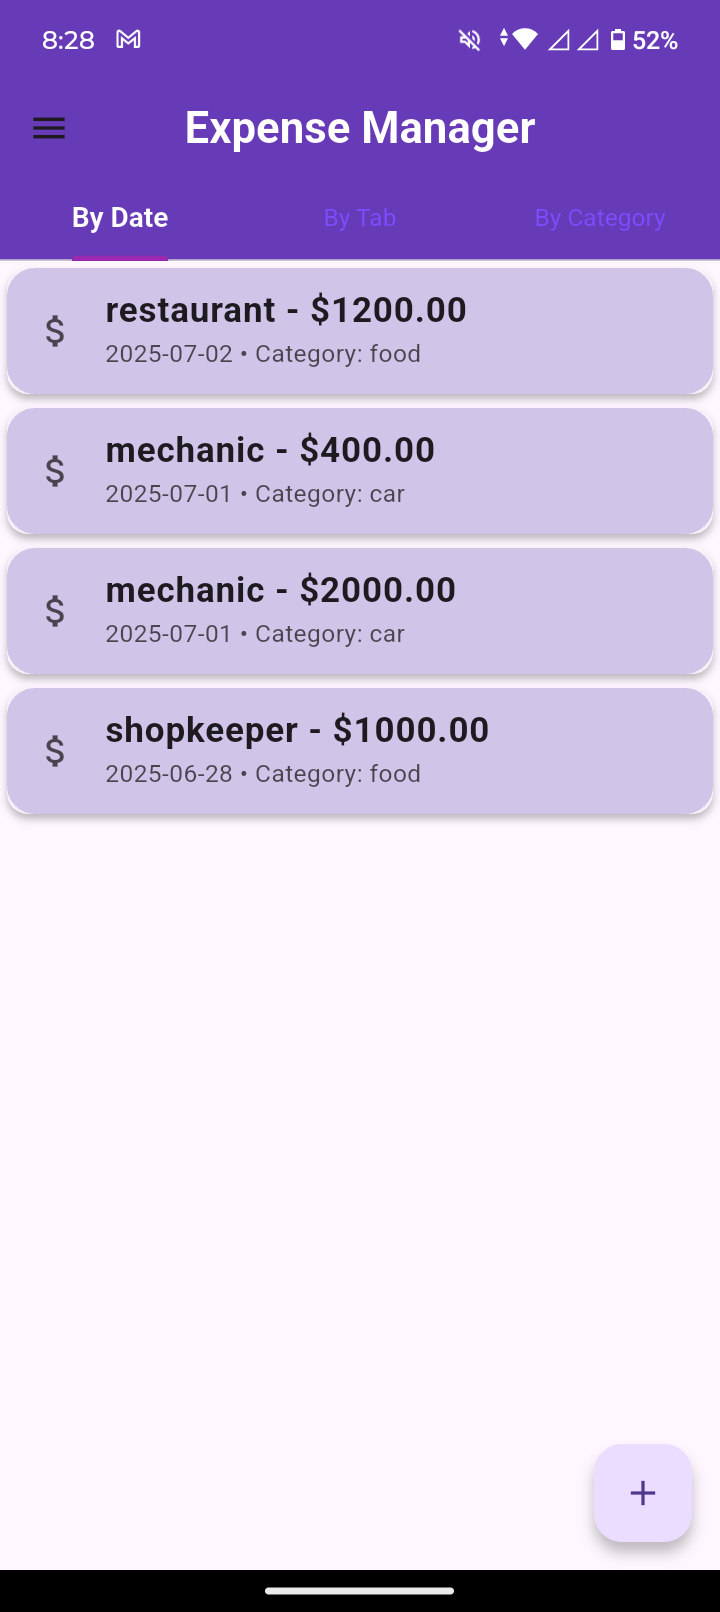 8:28 52%
Expense Manager
By Date By Tab By Category
$ restaurant - $1200.00
2025-07-02 • Category: food
$ mechanic - $400.00
2025-07-01 • Category: car
$ mechanic - $2000.00
2025-07-01 • Category: car
$ shopkeeper - $1000.00
2025-06-28 • Category: food
+